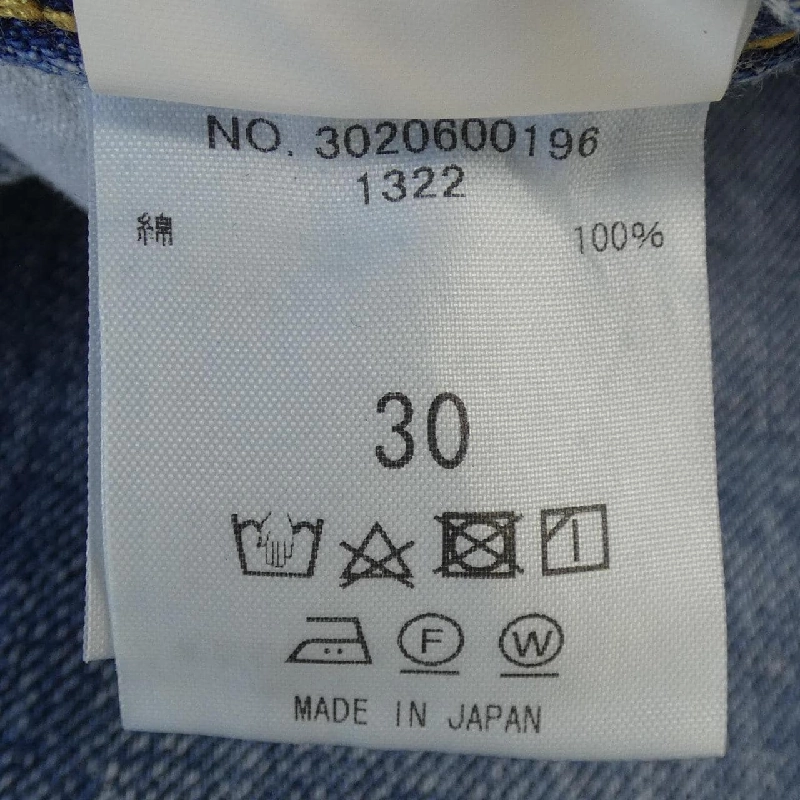 NO. 3020600196
1322
綿 100%
30
F W
MADE IN JAPAN